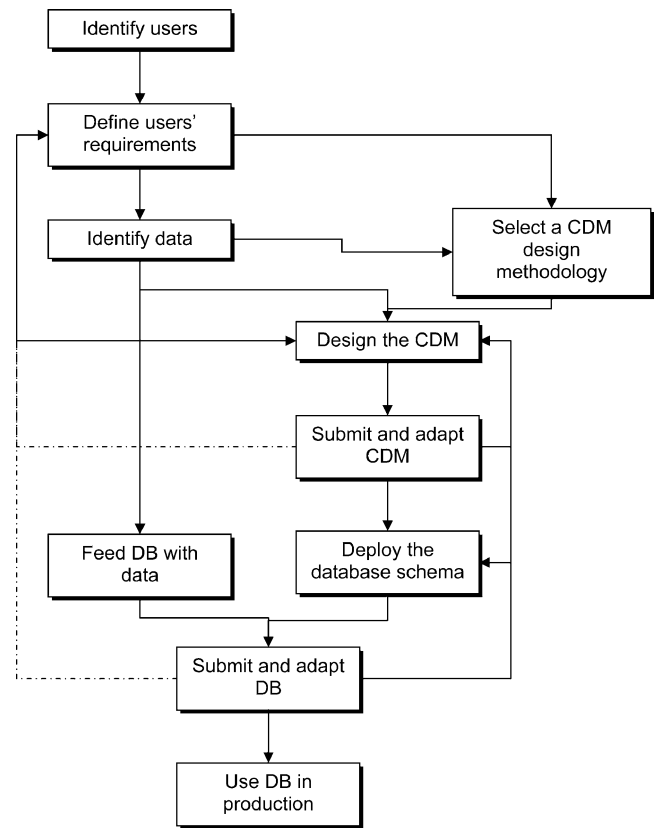 Identify users
Define users’
requirements
Identify data
Select a CDM
design
methodology
Design the CDM
Submit and adapt
CDM
Feed DB with
data
Deploy the
database schema
Submit and adapt
DB
Use DB in
production